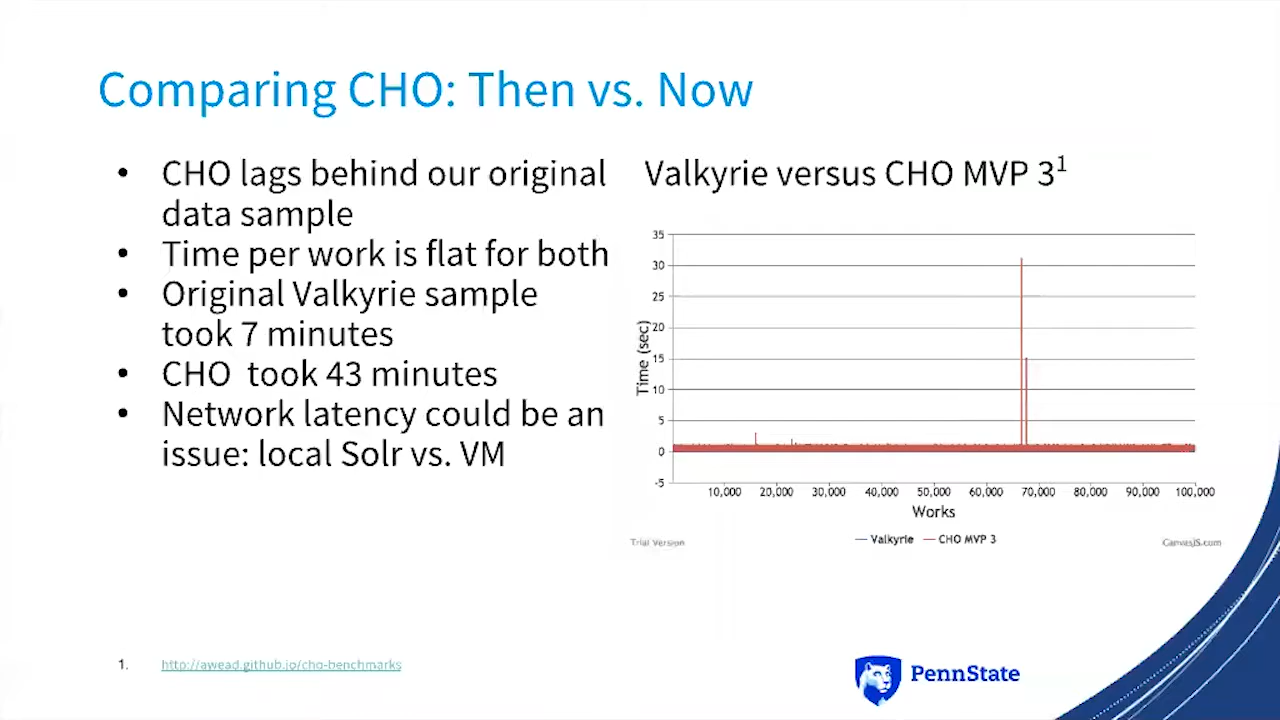 Comparing CHO: Then vs. Now
• CHO lags behind our original
data sample
• Time per work is flat for both
• Original Valkyrie sample
took 7 minutes
• CHO  took 43 minutes
• Network latency could be an
issue: local Solr vs. VM
Valkyrie versus CHO MVP 3¹
35
30
25
20
15
10
5
0
-5
Time (sec)
10,000 20,000 30,000 40,000 50,000 60,000 70,000 80,000 90,000 100,000
Works
Valkyrie CHO MVP 3
Trial Version
CanvasJS.com
1. http://awead.github.io/cho-benchmarks
PennState